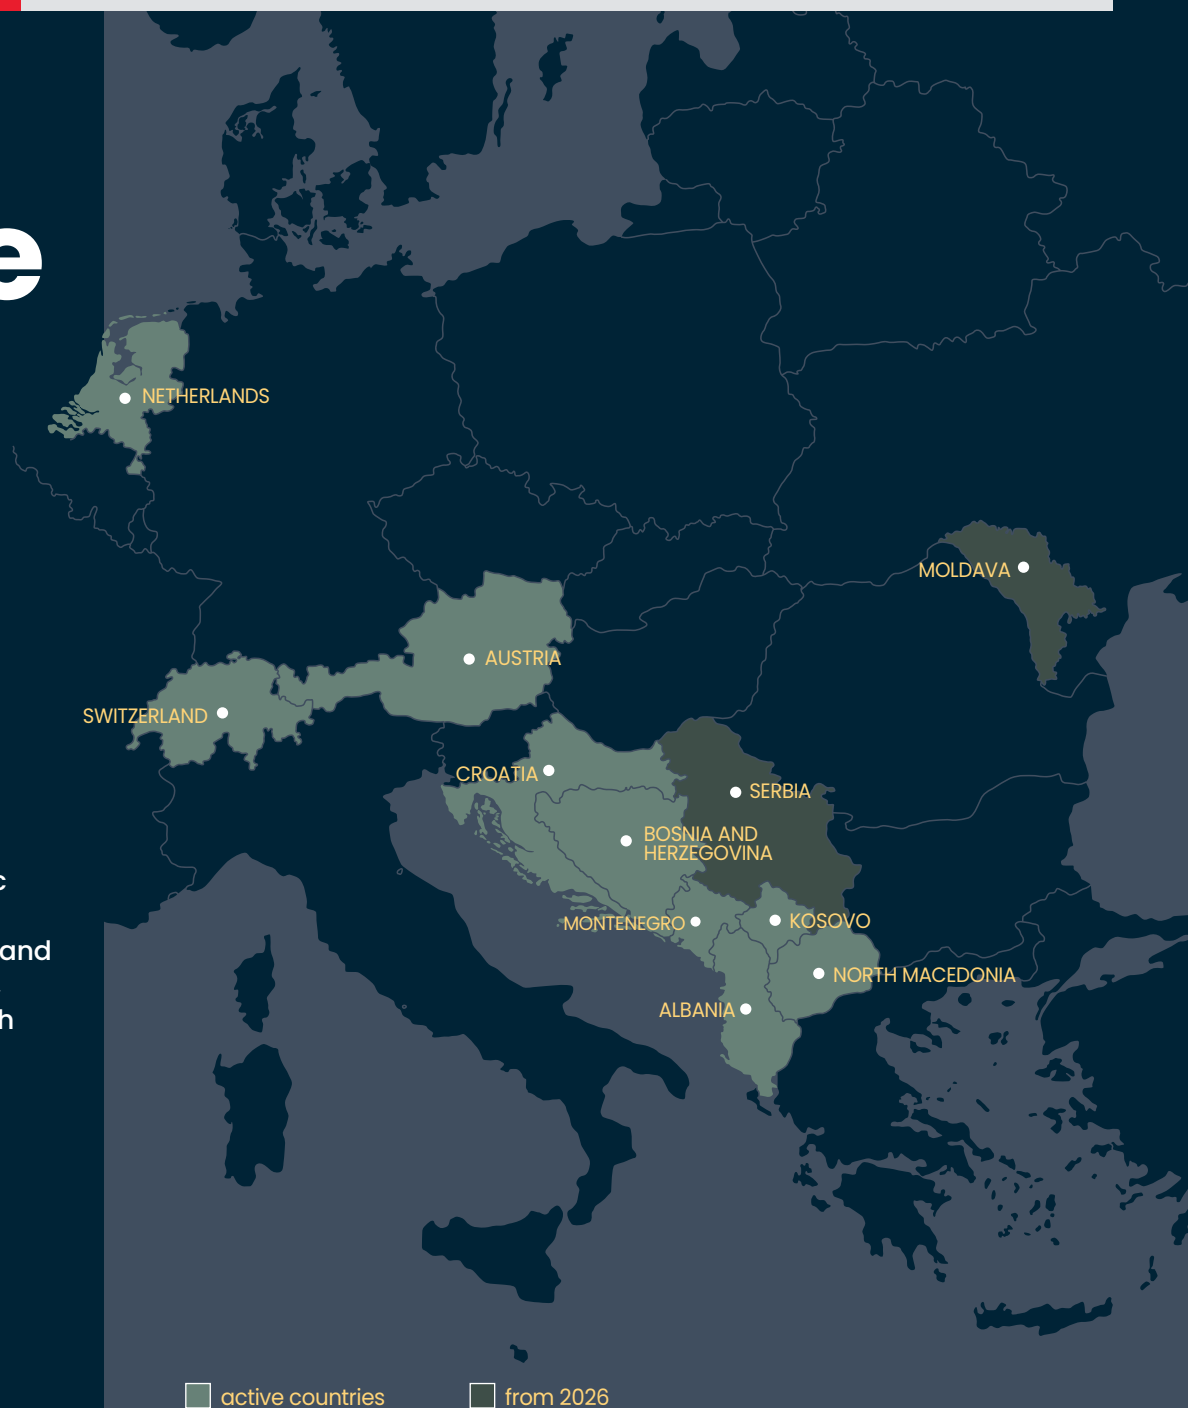 e
NETHERLANDS
MOLDAVA
AUSTRIA
SWITZERLAND
CROATIA
SERBIA
BOSNIA AND
HERZEGOVINA
c
MONTENEGRO
KOSOVO
and
NORTH MACEDONIA
ALBANIA
h
active countries
from 2026